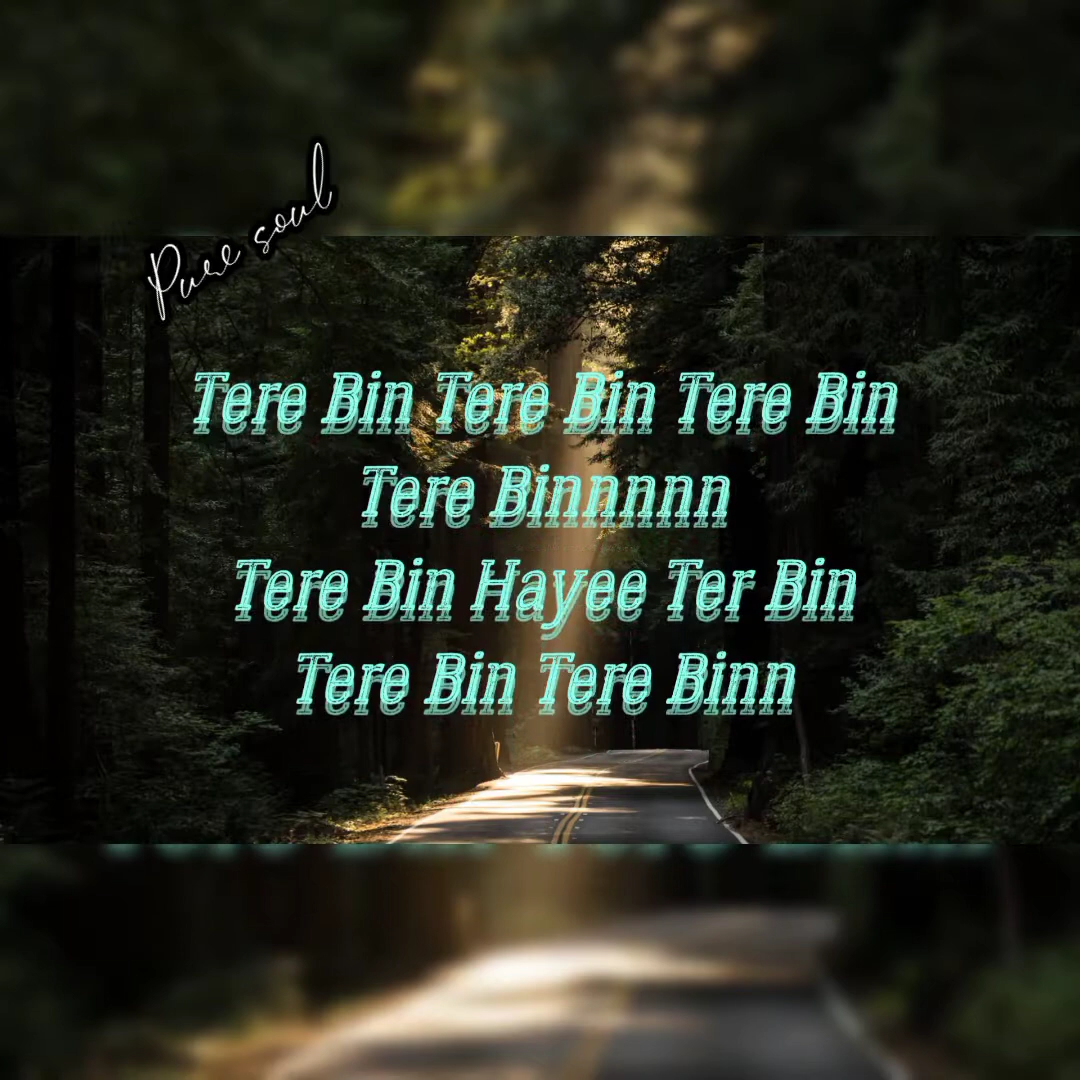 Pure soul
Tere Bin Tere Bin Tere Bin
Tere Binnnnn
Tere Bin Hayee Ter Bin
Tere Bin Tere Binn